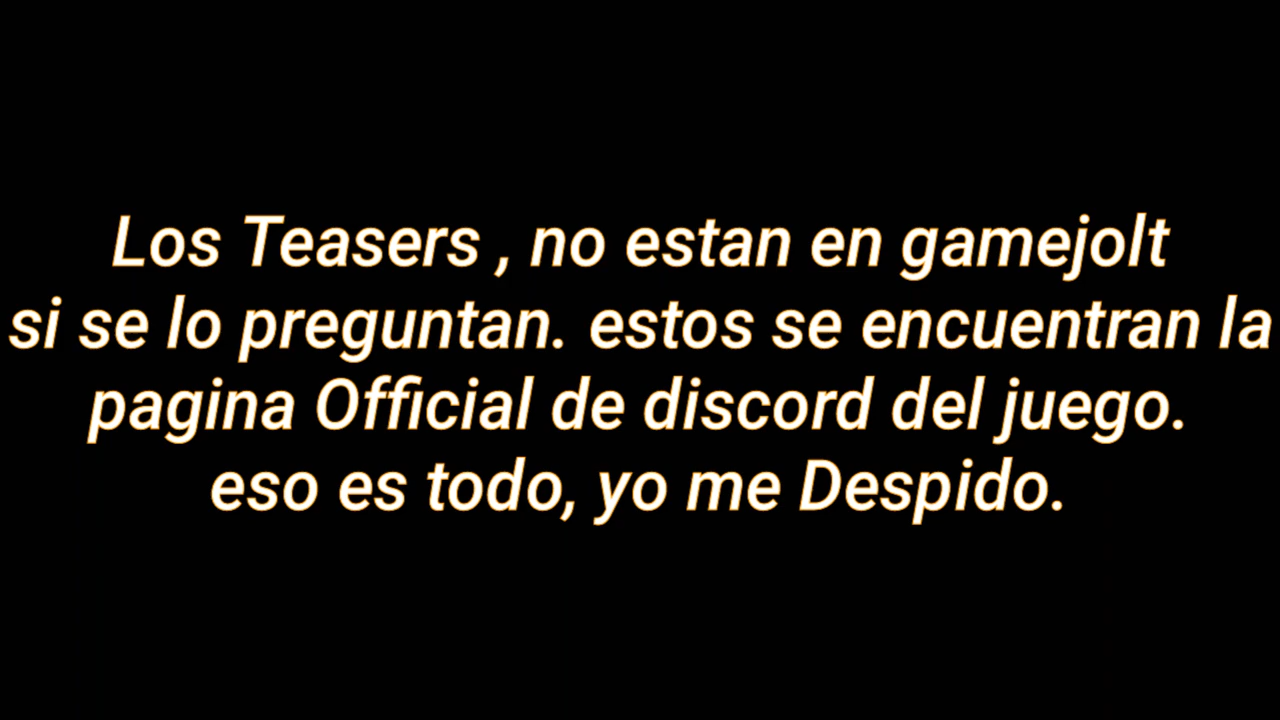 Los Teasers , no estan en gamejolt
si se lo preguntan. estos se encuentran la
pagina Official de discord del juego.
eso es todo, yo me Despido.